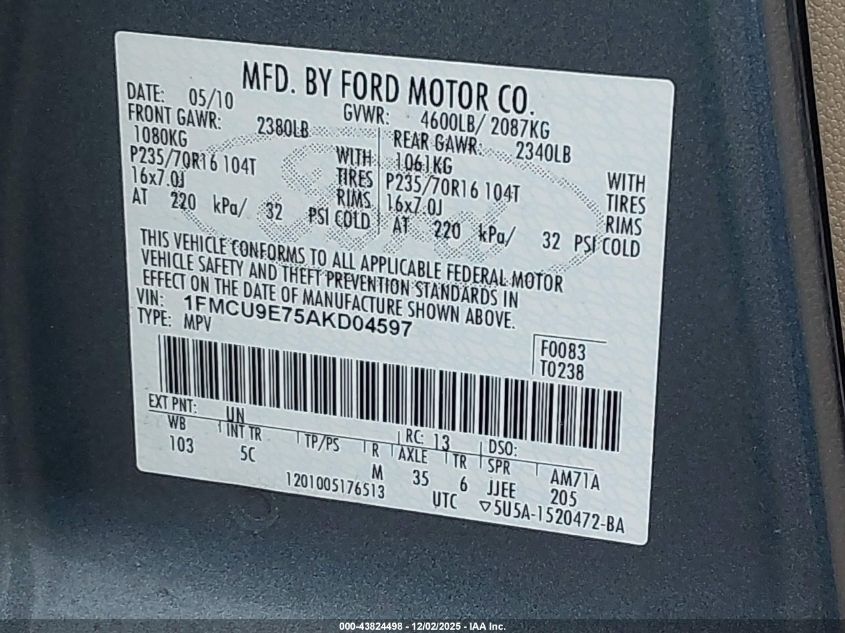 MFD. BY FORD MOTOR CO.
DATE: 05/10 GVWR: 4600LB/ 2087KG
FRONT GAWR: 2380LB REAR GAWR: 2340LB
1080KG WITH 1061KG WITH
P235/70R16 104T TIRES P235/70R16 104T TIRES
16x7.0J RIMS 16x7.0J RIMS
AT 220 kPa/ 32 PSI COLD AT 220 kPa/ 32 PSI COLD
THIS VEHICLE CONFORMS TO ALL APPLICABLE FEDERAL MOTOR
VEHICLE SAFETY AND THEFT PREVENTION STANDARDS IN
EFFECT ON THE DATE OF MANUFACTURE SHOWN ABOVE.
VIN: 1FMCU9E75AKD04597
TYPE: MPV
F0083
T0238
EXT PNT: UN RC: 13 DSO:
WB INT TR TP/PS R AXLE TR SPR AM71A
103 5C M 35 6 JJEE 205
1201005176513 UTC ▽5U5A-1520472-BA
000-43824498 - 12/02/2025 - IAA Inc.